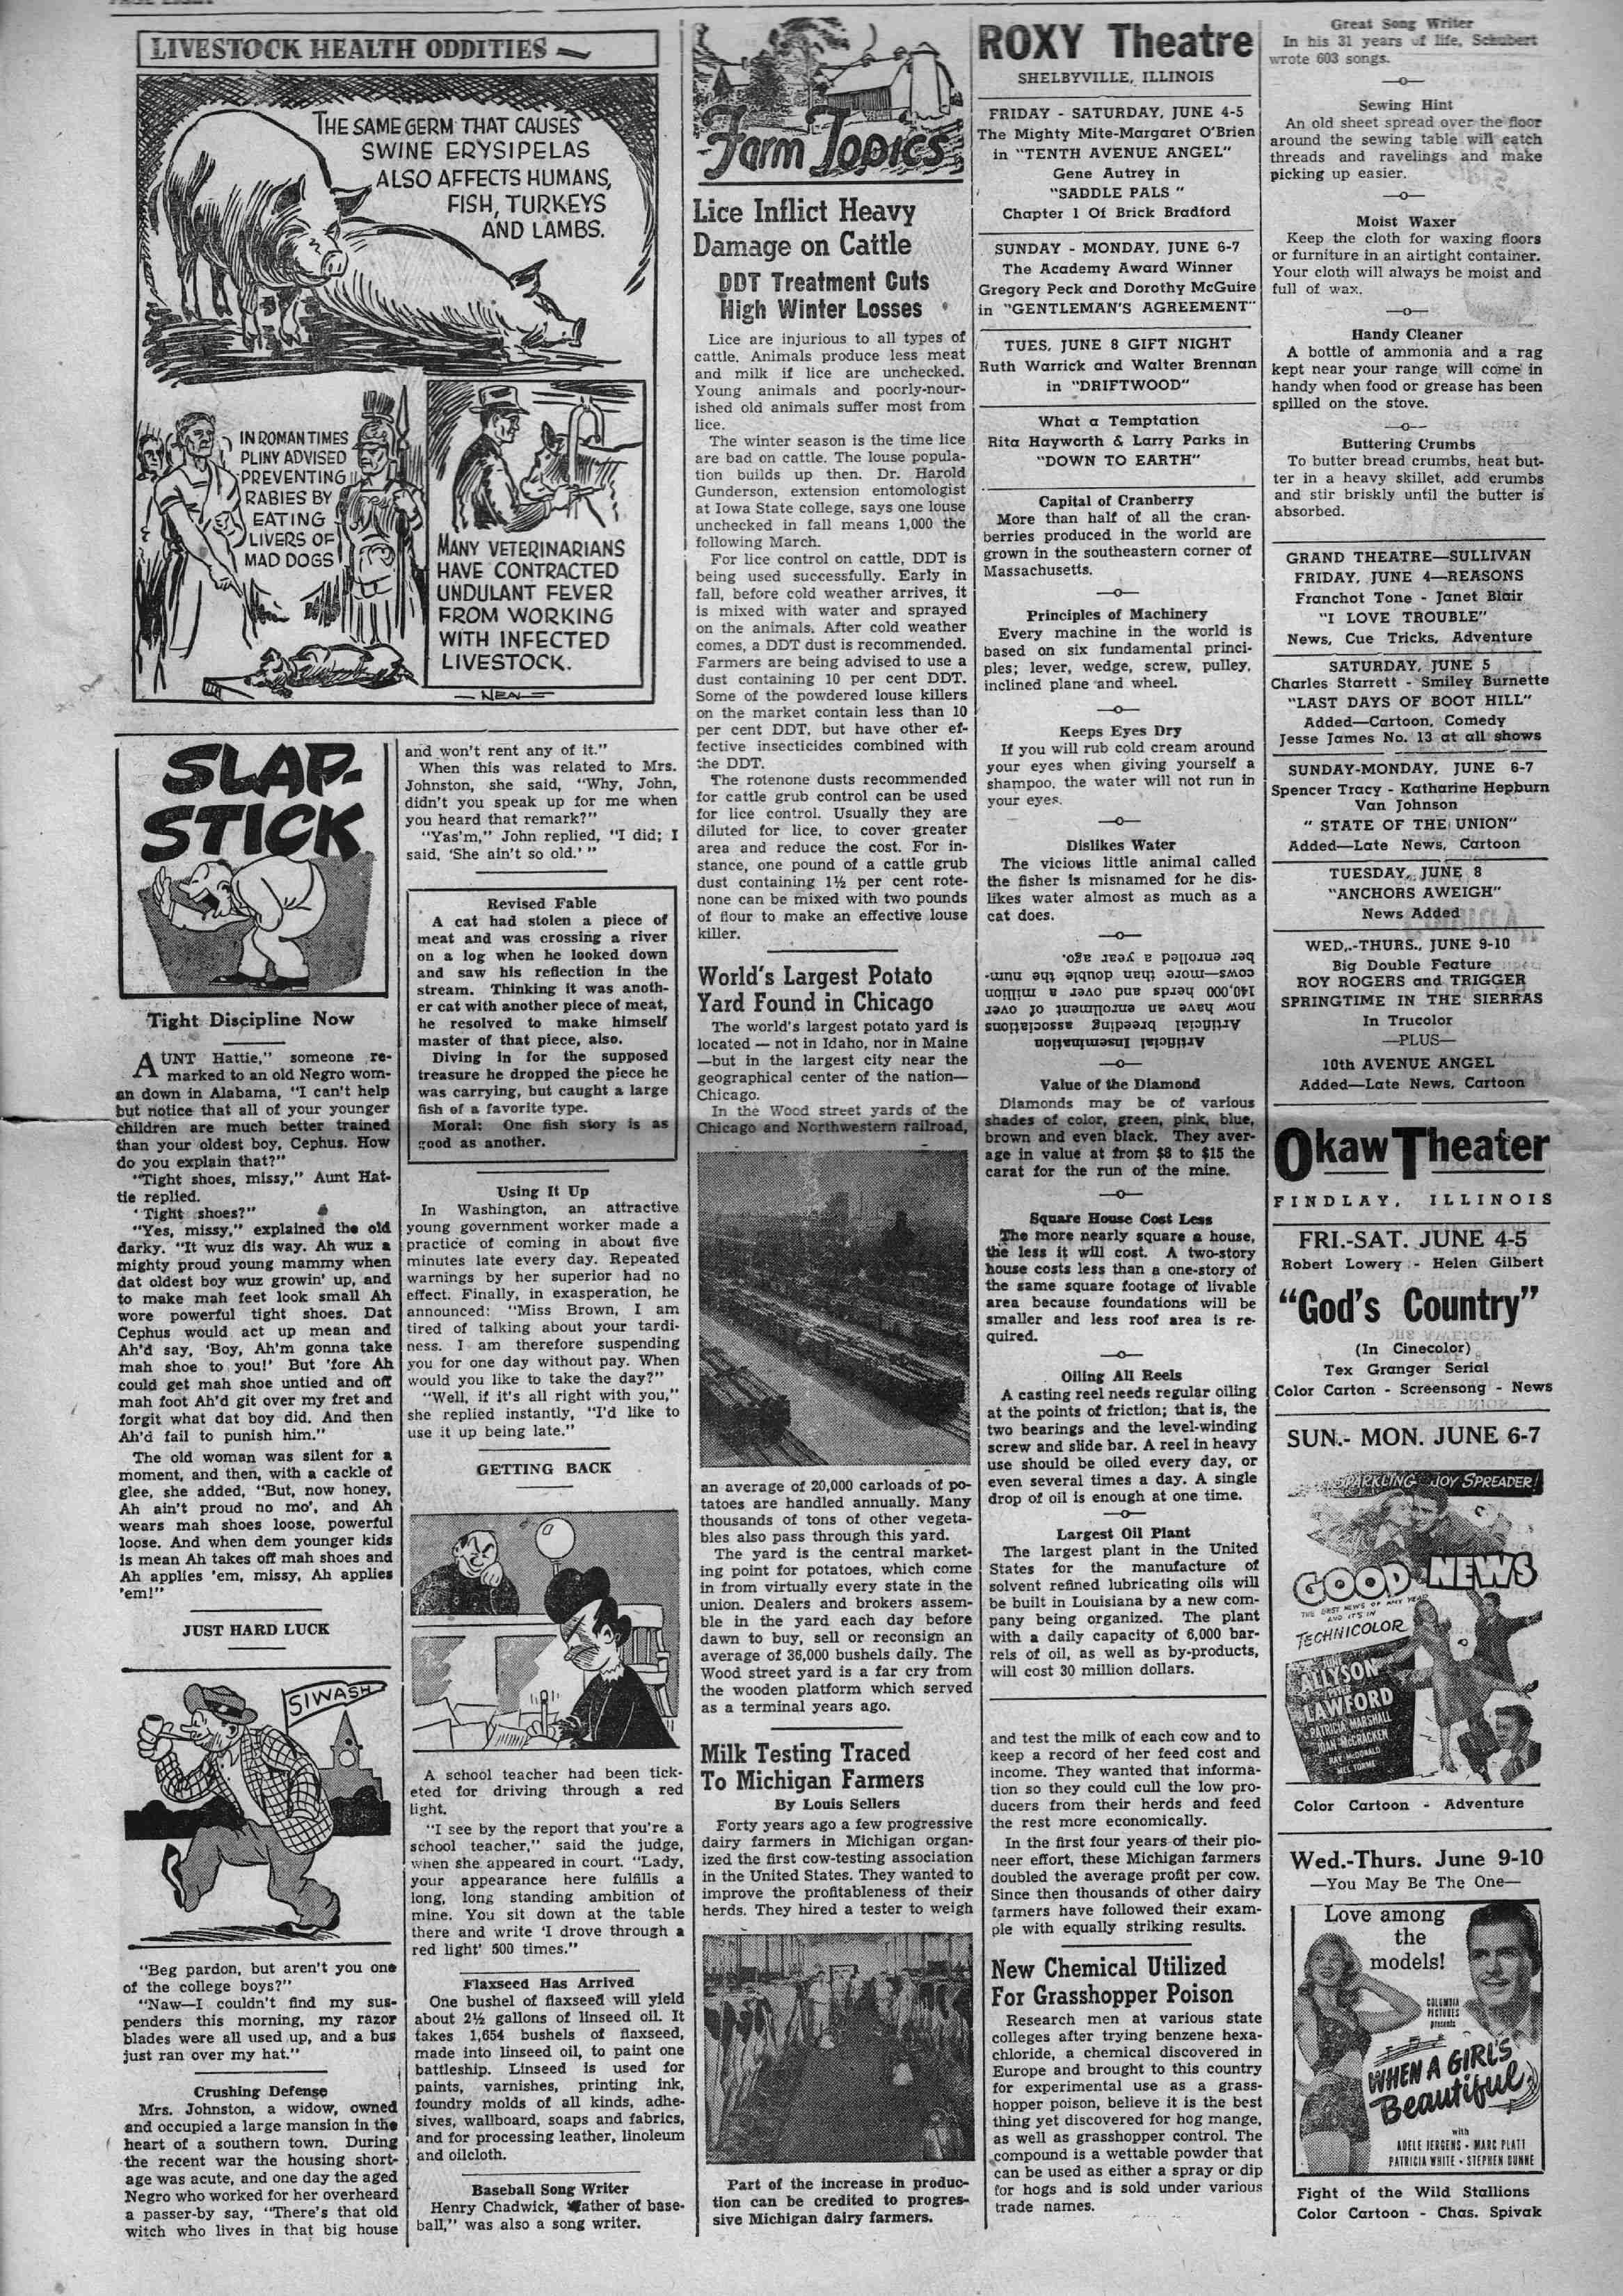 LIVESTOCK HEALTH ODDITIES
THE SAME GERM THAT CAUSES
SWINE ERYSIPELAS
ALSO AFFECTS HUMANS,
FISH, TURKEYS
AND LAMBS.
IN ROMAN TIMES
PLINY ADVISED
PREVENTING
RABIES BY
EATING
LIVERS OF
MAD DOGS
MANY VETERINARIANS
HAVE CONTRACTED
UNDULANT FEVER
FROM WORKING
WITH INFECTED
LIVESTOCK.
—NEAL—
SLAP-
STICK
Tight Discipline Now
AUNT Hattie," someone re-
marked to an old Negro wom-
an down in Alabama, "I can't help
but notice that all of your younger
children are much better trained
than your oldest boy, Cephus. How
do you explain that?"
"Tight shoes, missy," Aunt Hat-
tie replied.
"Tight shoes?"
"Yes, missy," explained the old
darky. "It wuz dis way. Ah wuz a
mighty proud young mammy when
dat oldest boy wuz growin' up, and
to make mah feet look small Ah
wore powerful tight shoes. Dat
Cephus would act up mean and
Ah'd say, 'Boy, Ah'm gonna take
mah shoe to you!' But 'fore Ah
could get mah shoe untied and off
mah foot Ah'd git over my fret and
forgit what dat boy did. And then
Ah'd fail to punish him."
The old woman was silent for a
moment, and then, with a cackle of
glee, she added, "But, now honey,
Ah ain't proud no mo', and Ah
wears mah shoes loose, powerful
loose. And when dem younger kids
is mean Ah takes off mah shoes and
Ah applies 'em, missy, Ah applies
'em!"
JUST HARD LUCK
SIWASH
"Beg pardon, but aren't you one
of the college boys?"
"Naw—I couldn't find my sus-
penders this morning, my razor
blades were all used up, and a bus
just ran over my hat."
Crushing Defense
Mrs. Johnston, a widow, owned
and occupied a large mansion in the
heart of a southern town. During
the recent war the housing short-
age was acute, and one day the aged
Negro who worked for her overheard
a passer-by say, "There's that old
witch who lives in that big house
and won't rent any of it."
When this was related to Mrs.
Johnston, she said, "Why, John,
didn't you speak up for me when
you heard that remark?"
"Yas'm," John replied, "I did; I
said, 'She ain't so old.' "
Revised Fable
A cat had stolen a piece of
meat and was crossing a river
on a log when he looked down
and saw his reflection in the
stream. Thinking it was anoth-
er cat with another piece of meat,
he resolved to make himself
master of that piece, also.
Diving in for the supposed
treasure he dropped the piece he
was carrying, but caught a large
fish of a favorite type.
Moral: One fish story is as
good as another.
Using It Up
In Washington, an attractive
young government worker made a
practice of coming in about five
minutes late every day. Repeated
warnings by her superior had no
effect. Finally, in exasperation, he
announced: "Miss Brown, I am
tired of talking about your tardi-
ness. I am therefore suspending
you for one day without pay. When
would you like to take the day?"
"Well, if it's all right with you,"
she replied instantly, "I'd like to
use it up being late."
GETTING BACK
A school teacher had been tick-
eted for driving through a red
light.
"I see by the report that you're a
school teacher," said the judge,
when she appeared in court. "Lady,
your appearance here fulfills a
long, long standing ambition of
mine. You sit down at the table
there and write 'I drove through a
red light' 500 times."
Flaxseed Has Arrived
One bushel of flaxseed will yield
about 2½ gallons of linseed oil. It
takes 1,654 bushels of flaxseed,
made into linseed oil, to paint one
battleship. Linseed is used for
paints, varnishes, printing ink,
foundry molds of all kinds, adhe-
sives, wallboard, soaps and fabrics,
and for processing leather, linoleum
and oilcloth.
Baseball Song Writer
Henry Chadwick, "father of base-
ball," was also a song writer.
Farm Topics
Lice Inflict Heavy
Damage on Cattle
DDT Treatment Cuts
High Winter Losses
Lice are injurious to all types of
cattle. Animals produce less meat
and milk if lice are unchecked.
Young animals and poorly-nour-
ished old animals suffer most from
lice.
The winter season is the time lice
are bad on cattle. The louse popula-
tion builds up then. Dr. Harold
Gunderson, extension entomologist
at Iowa State college, says one louse
unchecked in fall means 1,000 the
following March.
For lice control on cattle, DDT is
being used successfully. Early in
fall, before cold weather arrives, it
is mixed with water and sprayed
on the animals. After cold weather
comes, a DDT dust is recommended.
Farmers are being advised to use a
dust containing 10 per cent DDT.
Some of the powdered louse killers
on the market contain less than 10
per cent DDT, but have other ef-
fective insecticides combined with
the DDT.
The rotenone dusts recommended
for cattle grub control can be used
for lice control. Usually they are
diluted for lice, to cover greater
area and reduce the cost. For in-
stance, one pound of a cattle grub
dust containing 1½ per cent rote-
none can be mixed with two pounds
of flour to make an effective louse
killer.
World's Largest Potato
Yard Found in Chicago
The world's largest potato yard is
located — not in Idaho, nor in Maine
—but in the largest city near the
geographical center of the nation—
Chicago.
In the Wood street yards of the
Chicago and Northwestern railroad,
an average of 20,000 carloads of po-
tatoes are handled annually. Many
thousands of tons of other vegeta-
bles also pass through this yard.
The yard is the central market-
ing point for potatoes, which come
in from virtually every state in the
union. Dealers and brokers assem-
ble in the yard each day before
dawn to buy, sell or reconsign an
average of 36,000 bushels daily. The
Wood street yard is a far cry from
the wooden platform which served
as a terminal years ago.
Milk Testing Traced
To Michigan Farmers
By Louis Sellers
Forty years ago a few progressive
dairy farmers in Michigan organ-
ized the first cow-testing association
in the United States. They wanted to
improve the profitableness of their
herds. They hired a tester to weigh
Part of the increase in produc-
tion can be credited to progres-
sive Michigan dairy farmers.
ROXY Theatre
SHELBYVILLE, ILLINOIS
FRIDAY - SATURDAY, JUNE 4-5
The Mighty Mite-Margaret O'Brien
in "TENTH AVENUE ANGEL"
Gene Autrey in
"SADDLE PALS "
Chapter 1 Of Brick Bradford
SUNDAY - MONDAY, JUNE 6-7
The Academy Award Winner
Gregory Peck and Dorothy McGuire
in "GENTLEMAN'S AGREEMENT"
TUES, JUNE 8 GIFT NIGHT
Ruth Warrick and Walter Brennan
in "DRIFTWOOD"
What a Temptation
Rita Hayworth & Larry Parks in
"DOWN TO EARTH"
Capital of Cranberry
More than half of all the cran-
berries produced in the world are
grown in the southeastern corner of
Massachusetts.
—o—
Principles of Machinery
Every machine in the world is
based on six fundamental princi-
ples; lever, wedge, screw, pulley,
inclined plane and wheel.
—o—
Keeps Eyes Dry
If you will rub cold cream around
your eyes when giving yourself a
shampoo, the water will not run in
your eyes.
—o—
Dislikes Water
The vicious little animal called
the fisher is misnamed for he dis-
likes water almost as much as a
cat does.
—o—
Artificial Insemination
Artificial breeding associations
now have an enrollment of over
140,000 herds and over a million
cows—more than double the num-
ber enrolled a year ago.
—o—
Value of the Diamond
Diamonds may be of various
shades of color, green, pink, blue,
brown and even black. They aver-
age in value at from $8 to $15 the
carat for the run of the mine.
—o—
Square House Cost Less
The more nearly square a house,
the less it will cost. A two-story
house costs less than a one-story of
the same square footage of livable
area because foundations will be
smaller and less roof area is re-
quired.
—o—
Oiling All Reels
A casting reel needs regular oiling
at the points of friction; that is, the
two bearings and the level-winding
screw and slide bar. A reel in heavy
use should be oiled every day, or
even several times a day. A single
drop of oil is enough at one time.
—o—
Largest Oil Plant
The largest plant in the United
States for the manufacture of
solvent refined lubricating oils will
be built in Louisiana by a new com-
pany being organized. The plant
with a daily capacity of 6,000 bar-
rels of oil, as well as by-products,
will cost 30 million dollars.
and test the milk of each cow and to
keep a record of her feed cost and
income. They wanted that informa-
tion so they could cull the low pro-
ducers from their herds and feed
the rest more economically.
In the first four years of their pio-
neer effort, these Michigan farmers
doubled the average profit per cow.
Since then thousands of other dairy
farmers have followed their exam-
ple with equally striking results.
New Chemical Utilized
For Grasshopper Poison
Research men at various state
colleges after trying benzene hexa-
chloride, a chemical discovered in
Europe and brought to this country
for experimental use as a grass-
hopper poison, believe it is the best
thing yet discovered for hog mange,
as well as grasshopper control. The
compound is a wettable powder that
can be used as either a spray or dip
for hogs and is sold under various
trade names.
Great Song Writer
In his 31 years of life, Schubert
wrote 603 songs.
—o—
Sewing Hint
An old sheet spread over the floor
around the sewing table will catch
threads and ravelings and make
picking up easier.
—o—
Moist Waxer
Keep the cloth for waxing floors
or furniture in an airtight container.
Your cloth will always be moist and
full of wax.
—o—
Handy Cleaner
A bottle of ammonia and a rag
kept near your range will come in
handy when food or grease has been
spilled on the stove.
—o—
Buttering Crumbs
To butter bread crumbs, heat but-
ter in a heavy skillet, add crumbs
and stir briskly until the butter is
absorbed.
GRAND THEATRE—SULLIVAN
FRIDAY, JUNE 4—REASONS
Franchot Tone - Janet Blair
"I LOVE TROUBLE"
News, Cue Tricks, Adventure
SATURDAY, JUNE 5
Charles Starrett - Smiley Burnette
"LAST DAYS OF BOOT HILL"
Added—Cartoon, Comedy
Jesse James No. 13 at all shows
SUNDAY-MONDAY, JUNE 6-7
Spencer Tracy - Katharine Hepburn
Van Johnson
" STATE OF THE UNION"
Added—Late News, Cartoon
TUESDAY, JUNE 8
"ANCHORS AWEIGH"
News Added
WED.-THURS., JUNE 9-10
Big Double Feature
ROY ROGERS and TRIGGER
SPRINGTIME IN THE SIERRAS
In Trucolor
—PLUS—
10th AVENUE ANGEL
Added—Late News, Cartoon
Okaw Theater
FINDLAY, ILLINOIS
FRI.-SAT. JUNE 4-5
Robert Lowery - Helen Gilbert
"God's Country"
(In Cinecolor)
Tex Granger Serial
Color Carton - Screensong - News
SUN.- MON. JUNE 6-7
SPARKLING JOY SPREADER!
GOOD NEWS
THE BEST NEWS OF ANY YEAR
AND IT'S IN
TECHNICOLOR
ALLYSON
LAWFORD
PATRICIA MARSHALL
JOAN McCRACKEN
RAY McDONALD
MEL TORME
Color Cartoon - Adventure
Wed.-Thurs. June 9-10
—You May Be The One—
Love among
the
models!
COLUMBIA
PICTURES
presents
WHEN A GIRL'S
Beautiful
with
ADELE JERGENS - MARC PLATT
PATRICIA WHITE - STEPHEN DUNNE
Fight of the Wild Stallions
Color Cartoon - Chas. Spivak